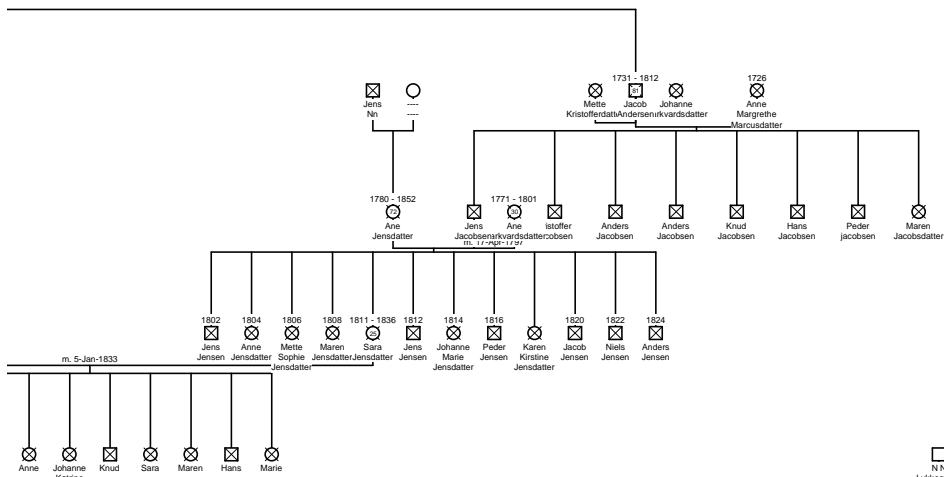 1731 - 1812
1726
81
Jens
Nn
----
----
Mette
Kristofferdatt
Jacob
Andersen
Johanne
rkvardsdatter
Anne
Margrethe
Marcusdatter
1780 - 1852
1771 - 1801
72
30
Ane
Jensdatter
Jens
Jacobsen
Ane
rkvardsdatter
istoffer
cobsen
Anders
Jacobsen
Anders
Jacobsen
Knud
Jacobsen
Hans
Jacobsen
Peder
jacobsen
Maren
Jacobsdatter
m. 17-Apr-1797
1802
1804
1806
1808
1811 - 1836
1812
1814
1816
1820
1822
1824
25
Jens
Jensen
Anne
Jensdatter
Mette
Sophie
Jensdatter
Maren
Jensdatter
Sara
Jensdatter
Jens
Jensen
Johanne
Marie
Jensdatter
Peder
Jensen
Karen
Kirstine
Jensdatter
Jacob
Jensen
Niels
Jensen
Anders
Jensen
m. 5-Jan-1833
Anne
Johanne
Knud
Sara
Maren
Hans
Marie
N N